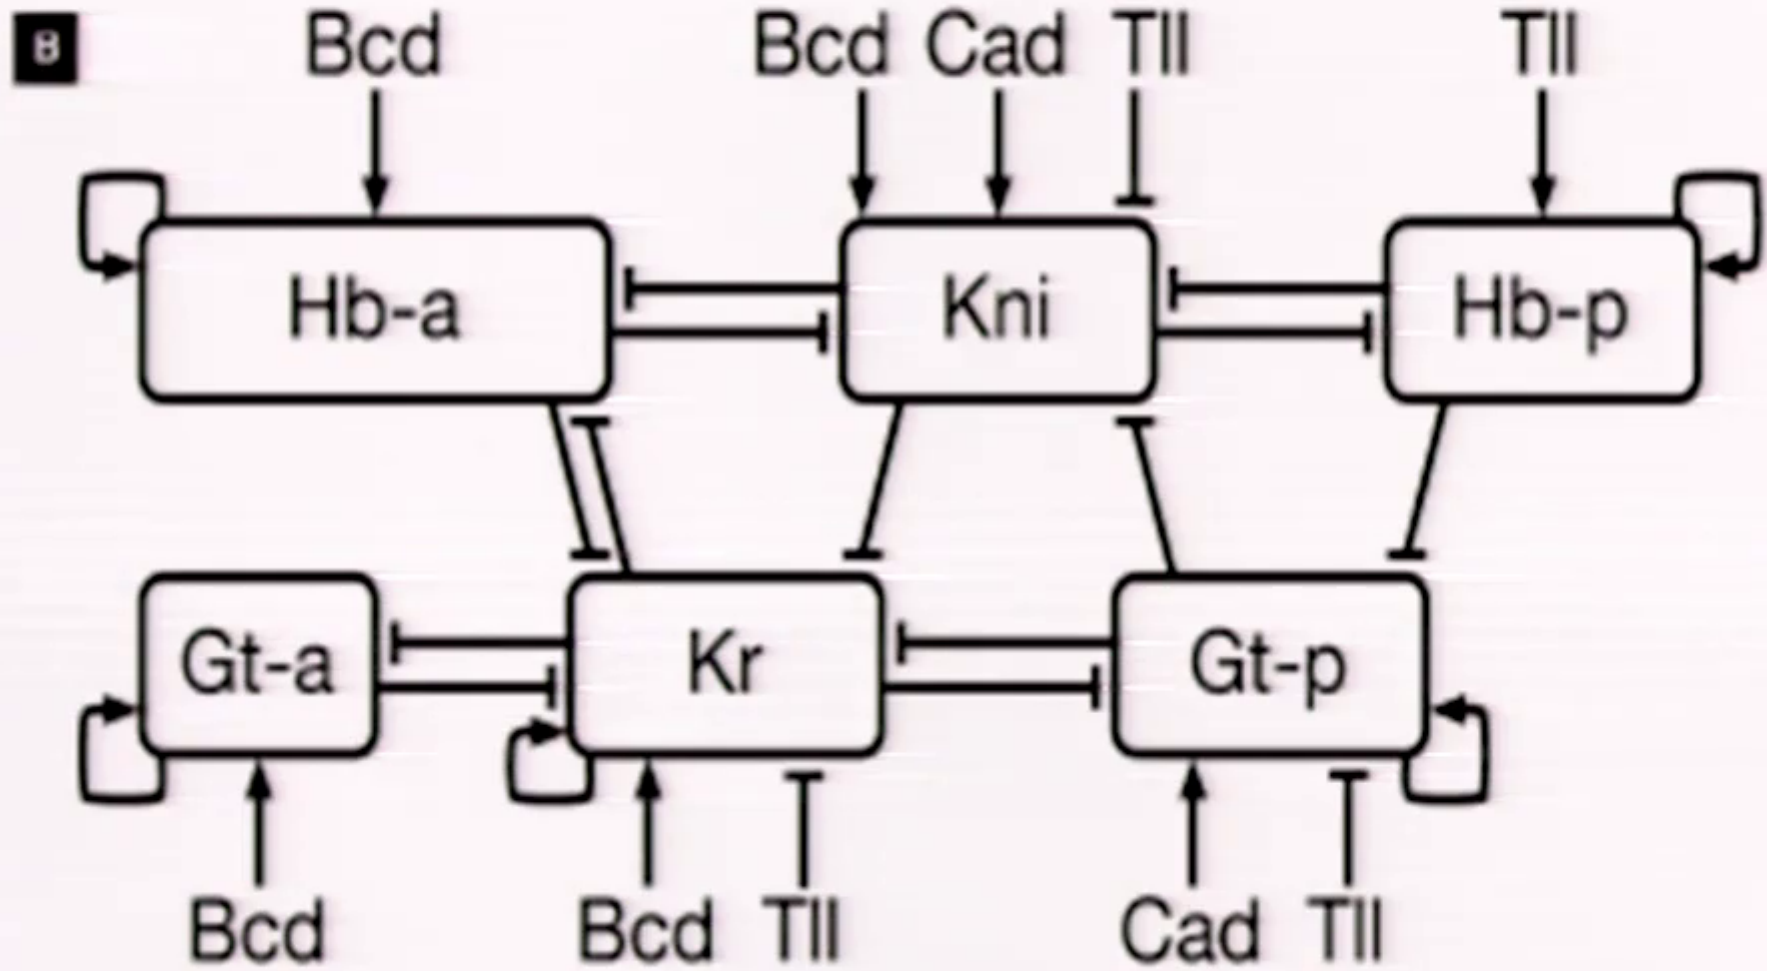 B
Bcd Bcd Cad Tll Tll
Hb-a Kni Hb-p
Gt-a Kr Gt-p
Bcd Bcd Tll Cad Tll